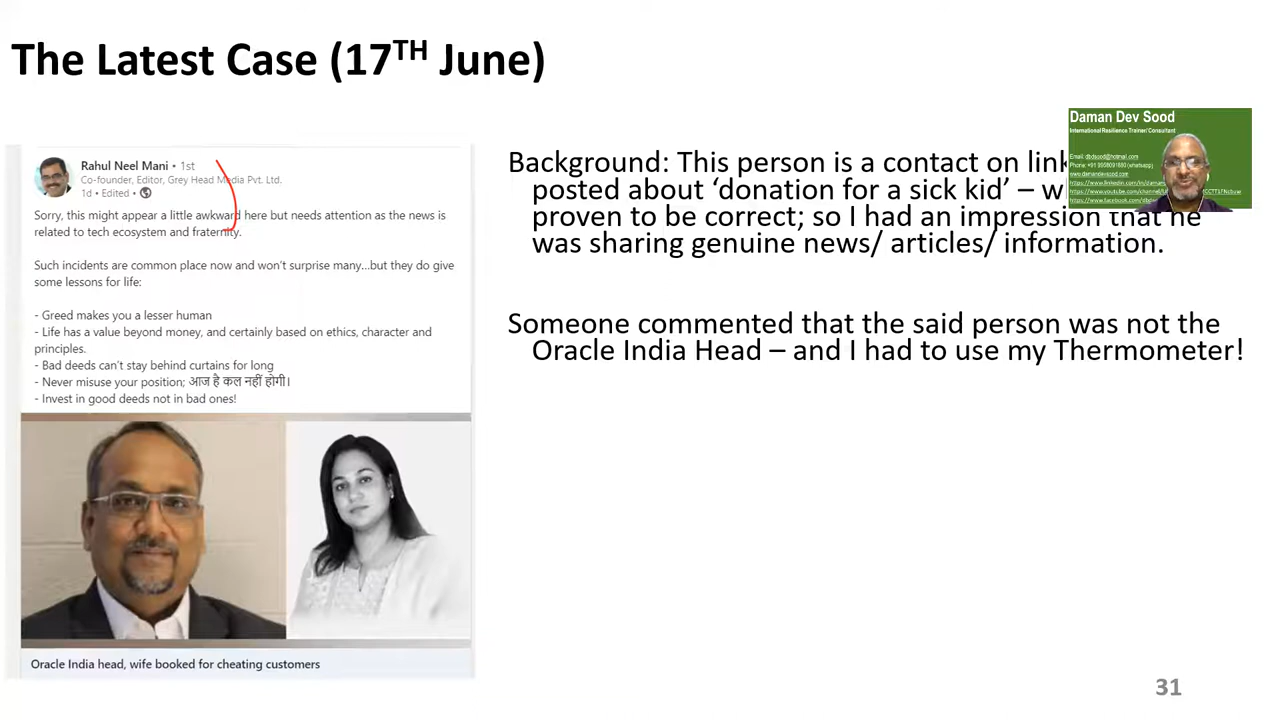 The Latest Case (17TH June)
Rahul Neel Mani • 1st
Co-founder, Editor, Grey Head Media Pvt. Ltd.
1d • Edited •
Sorry, this might appear a little awkward here but needs attention as the news is
related to tech ecosystem and fraternity.
Such incidents are common place now and won't surprise many...but they do give
some lessons for life:
- Greed makes you a lesser human
- Life has a value beyond money, and certainly based on ethics, character and
principles.
- Bad deeds can't stay behind curtains for long
- Never misuse your position; आज है कल नहीं होगी।
- Invest in good deeds not in bad ones!
Oracle India head, wife booked for cheating customers
Background: This person is a contact on
posted about ‘donation for a sick kid’ –
proven to be correct; so I had an impression that he
was sharing genuine news/ articles/ information.
Someone commented that the said person was not the
Oracle India Head – and I had to use my Thermometer!
Daman Dev Sood
International Resilience Trainer/ Consultant
Email: dbdsood@hotmail.com
www.damandevsood.com
31